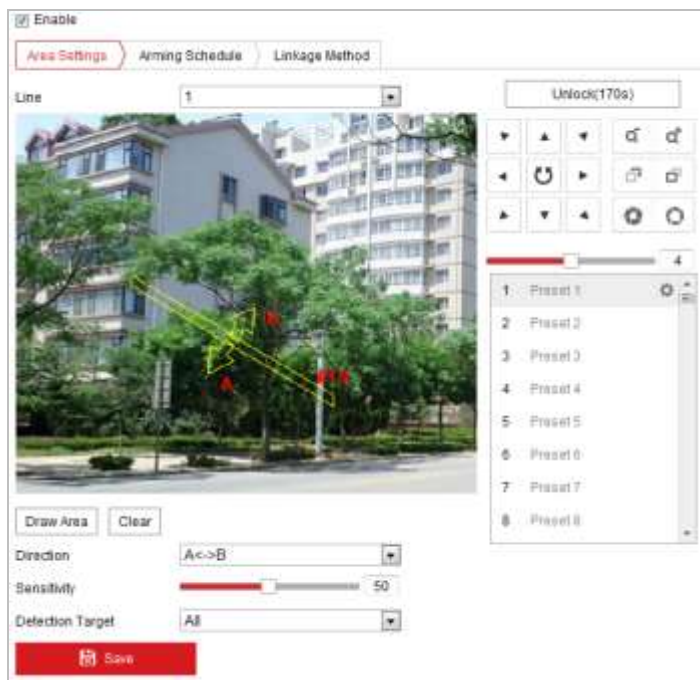 Enable
Area Settings Arming Schedule Linkage Method
Line 1 Unlock(170s)
A
B
#1#
4
1 Preset 1
2 Preset 2
3 Preset 3
4 Preset 4
5 Preset 5
6 Preset 6
7 Preset 7
8 Preset 8
Draw Area Clear
Direction A<->B
Sensitivity 50
Detection Target All
Save